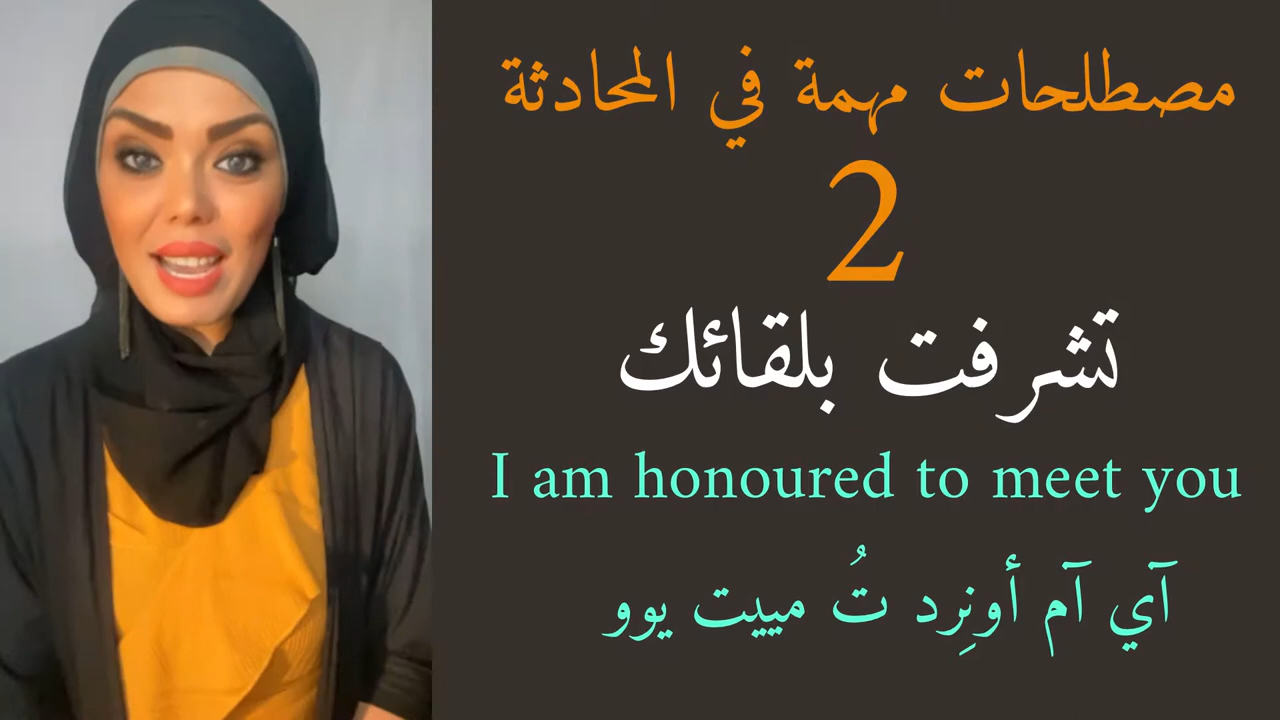 مصطلحات مهمة في المحادثة
2
تشرفت بلقائك
I am honoured to meet you
آي آم أونِرد تُ مييت يوو